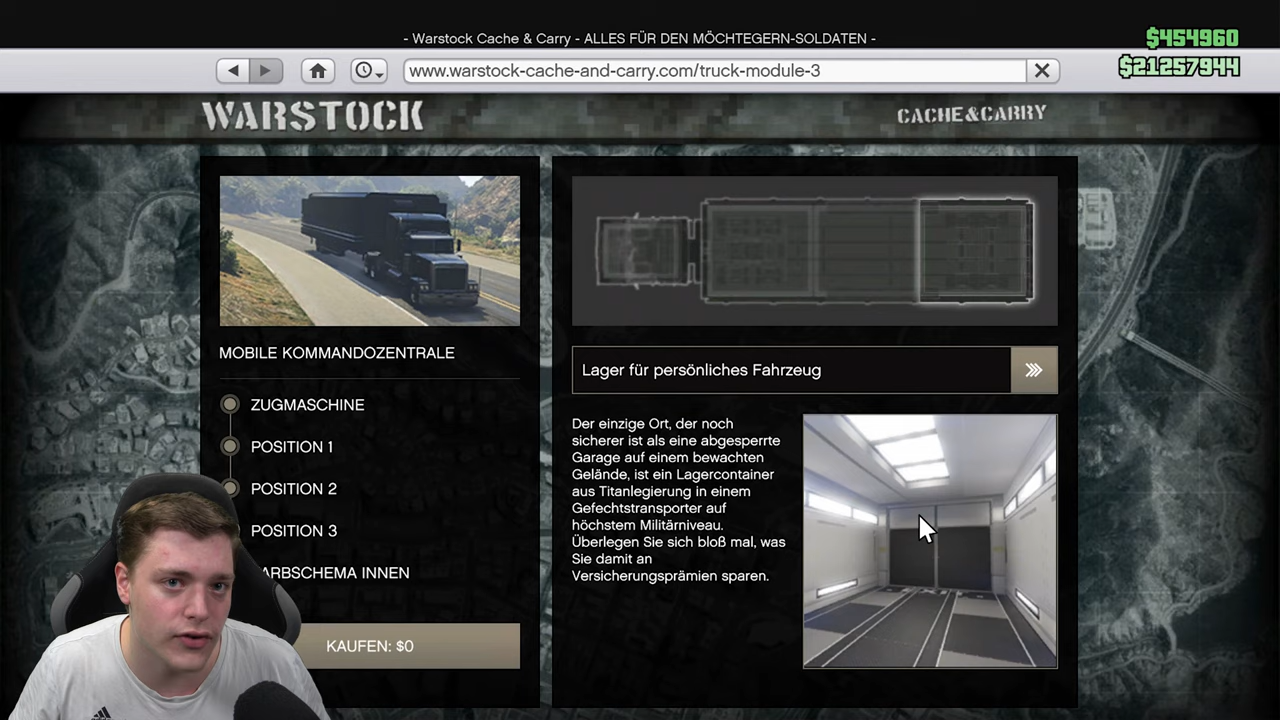 - Warstock Cache & Carry - ALLES FÜR DEN MÖCHTEGERN-SOLDATEN -
$454960
$21257944
www.warstock-cache-and-carry.com/truck-module-3
WARSTOCK
CACHE&CARRY
MOBILE KOMMANDOZENTRALE
ZUGMASCHINE
POSITION 1
POSITION 2
POSITION 3
ARBSCHEMA INNEN
KAUFEN: $0
Lager für persönliches Fahrzeug
Der einzige Ort, der noch
sicherer ist als eine abgesperrte
Garage auf einem bewachten
Gelände, ist ein Lagercontainer
aus Titanlegierung in einem
Gefechtstransporter auf
höchstem Militärniveau.
Überlegen Sie sich bloß mal, was
Sie damit an
Versicherungsprämien sparen.